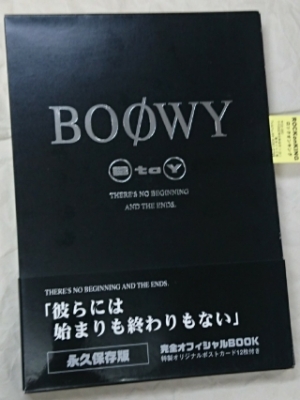 BOØWY
B to Y
THERE'S NO BEGINNING
AND THE ENDS.
THERE'S NO BEGINNING AND THE ENDS.
「彼らには
始まりも終わりもない」
永久保存版
完全オフィシャルBOOK
特製オリジナルポストカード12枚付き